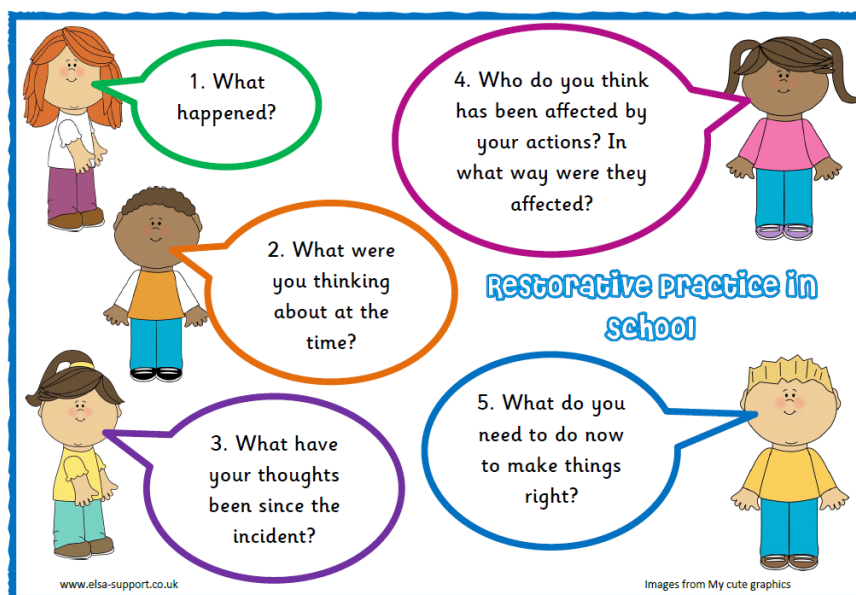 1. What
happened?
2. What were
you thinking
about at the
time?
3. What have
your thoughts
been since the
incident?
4. Who do you think
has been affected by
your actions? In
what way were they
affected?
Restorative Practice in
school
5. What do you
need to do now
to make things
right?
www.elsa-support.co.uk
Images from My cute graphics